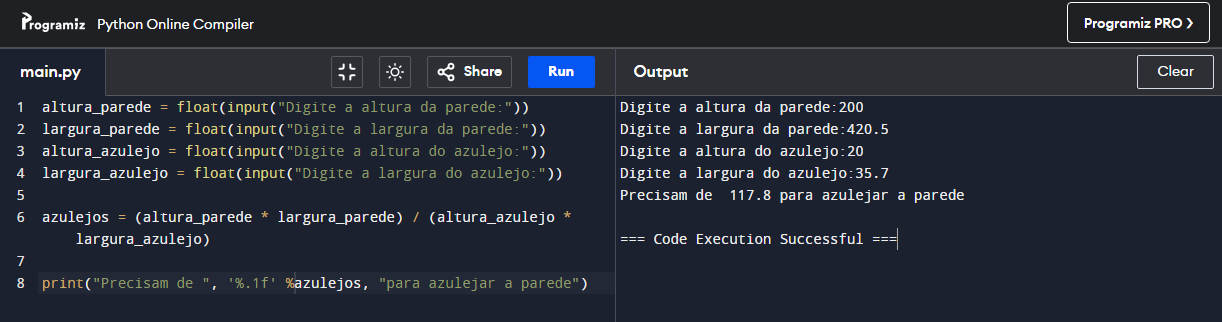 Programiz Python Online Compiler
Programiz PRO >
main.py
Share
Run
Output
Clear
1 altura_parede = float(input("Digite a altura da parede:"))
2 largura_parede = float(input("Digite a largura da parede:"))
3 altura_azulejo = float(input("Digite a altura do azulejo:"))
4 largura_azulejo = float(input("Digite a largura do azulejo:"))
5
6 azulejos = (altura_parede * largura_parede) / (altura_azulejo *
largura_azulejo)
7
8 print("Precisam de ", '%.1f' %azulejos, "para azulejar a parede")
Digite a altura da parede:200
Digite a largura da parede:420.5
Digite a altura do azulejo:20
Digite a largura do azulejo:35.7
Precisam de  117.8 para azulejar a parede
=== Code Execution Successful ===